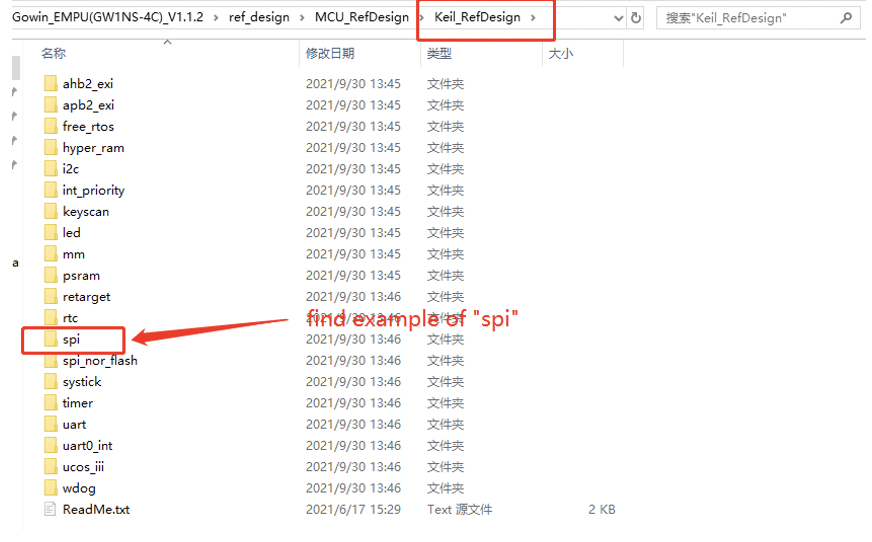 Gowin_EMPU(GW1NS-4C)_V1.1.2 > ref_design > MCU_RefDesign > Keil_RefDesign > 搜索"Keil_RefDesign"
名称 修改日期 类型 大小
ahb2_exi 2021/9/30 13:45 文件夹
apb2_exi 2021/9/30 13:45 文件夹
free_rtos 2021/9/30 13:45 文件夹
hyper_ram 2021/9/30 13:45 文件夹
i2c 2021/9/30 13:45 文件夹
int_priority 2021/9/30 13:45 文件夹
keyscan 2021/9/30 13:45 文件夹
led 2021/9/30 13:45 文件夹
mm 2021/9/30 13:45 文件夹
psram 2021/9/30 13:45 文件夹
retarget 2021/9/30 13:46 文件夹
rtc 2021/9/30 13:46 文件夹
find example of "spi"
spi 2021/9/30 13:46 文件夹
spi_nor_flash 2021/9/30 13:46 文件夹
systick 2021/9/30 13:46 文件夹
timer 2021/9/30 13:46 文件夹
uart 2021/9/30 13:46 文件夹
uart0_int 2021/9/30 13:46 文件夹
ucos_iii 2021/9/30 13:46 文件夹
wdog 2021/9/30 13:46 文件夹
ReadMe.txt 2021/6/17 15:29 Text 源文件 2 KB
a